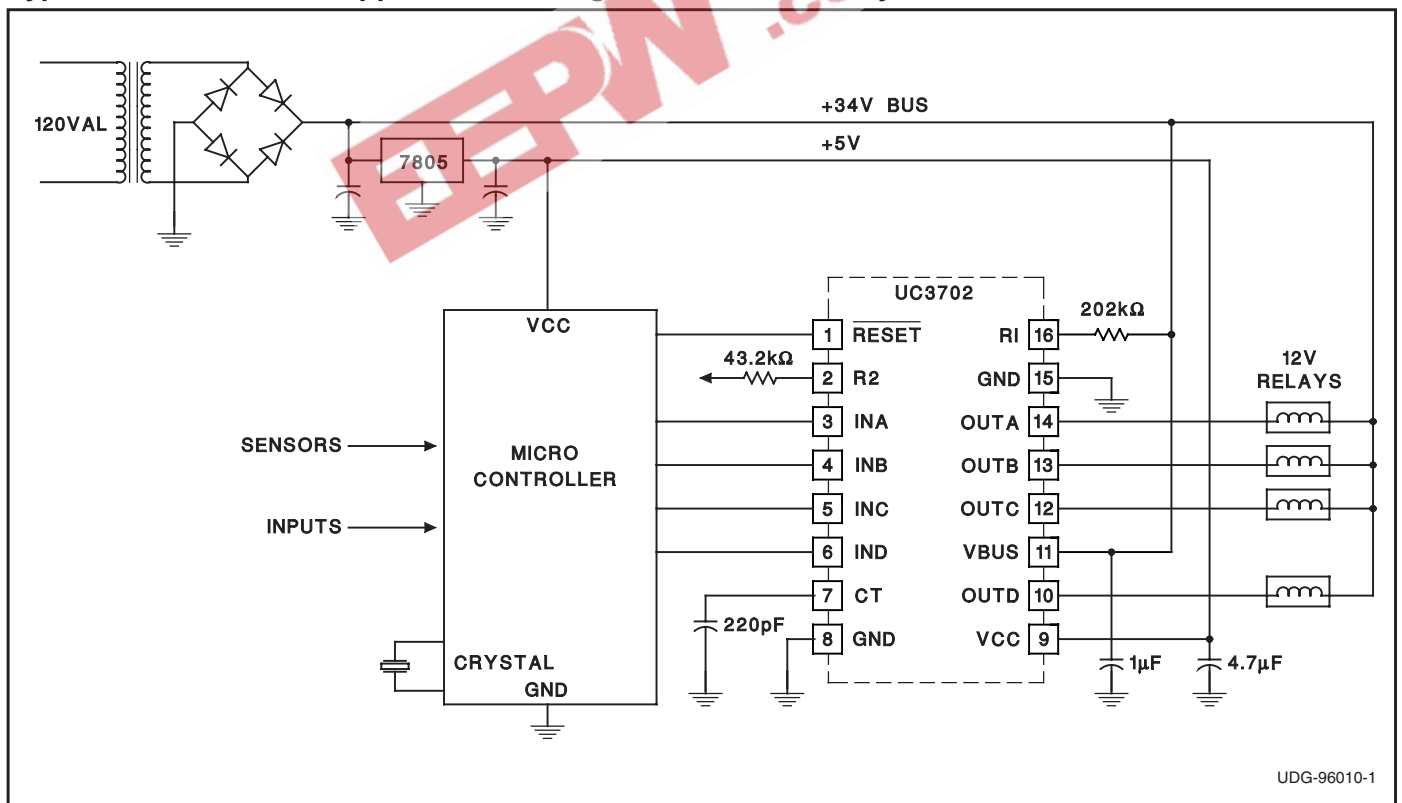 EEPW .co
+34V BUS
120VAL
+5V
7805
UC3702
202kΩ
VCC
1 RESET
RI 16
43.2kΩ
12V
RELAYS
2 R2
GND 15
3 INA
OUTA 14
SENSORS
MICRO
CONTROLLER
4 INB
OUTB 13
5 INC
OUTC 12
INPUTS
6 IND
VBUS 11
7 CT
OUTD 10
220pF
8 GND
VCC 9
CRYSTAL
GND
1µF
4.7µF
UDG-96010-1